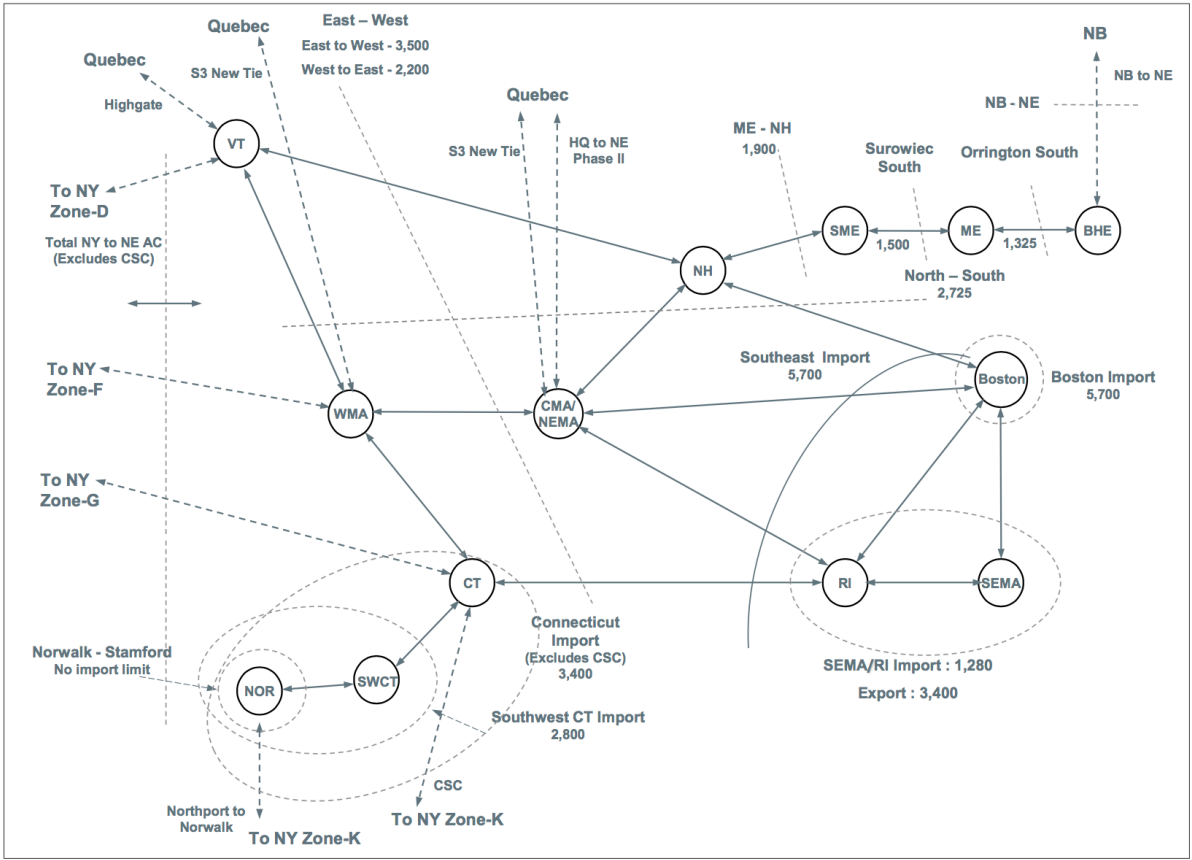 Quebec
East – West
East to West - 3,500
West to East - 2,200
NB
Quebec
S3 New Tie
NB to NE
Highgate
Quebec
NB - NE
VT
S3 New Tie
HQ to NE
Phase II
ME - NH
1,900
Surowiec
South
Orrington South
To NY
Zone-D
SME
1,500
ME
1,325
BHE
Total NY to NE AC
(Excludes CSC)
NH
North – South
2,725
To NY
Zone-F
Southeast Import
5,700
Boston
Boston Import
5,700
WMA
CMA/
NEMA
To NY
Zone-G
CT
RI
SEMA
Connecticut
Import
(Excludes CSC)
3,400
Norwalk - Stamford
No import limit
SEMA/RI Import : 1,280
Export : 3,400
NOR
SWCT
Southwest CT Import
2,800
CSC
Northport to
Norwalk
To NY Zone-K
To NY Zone-K